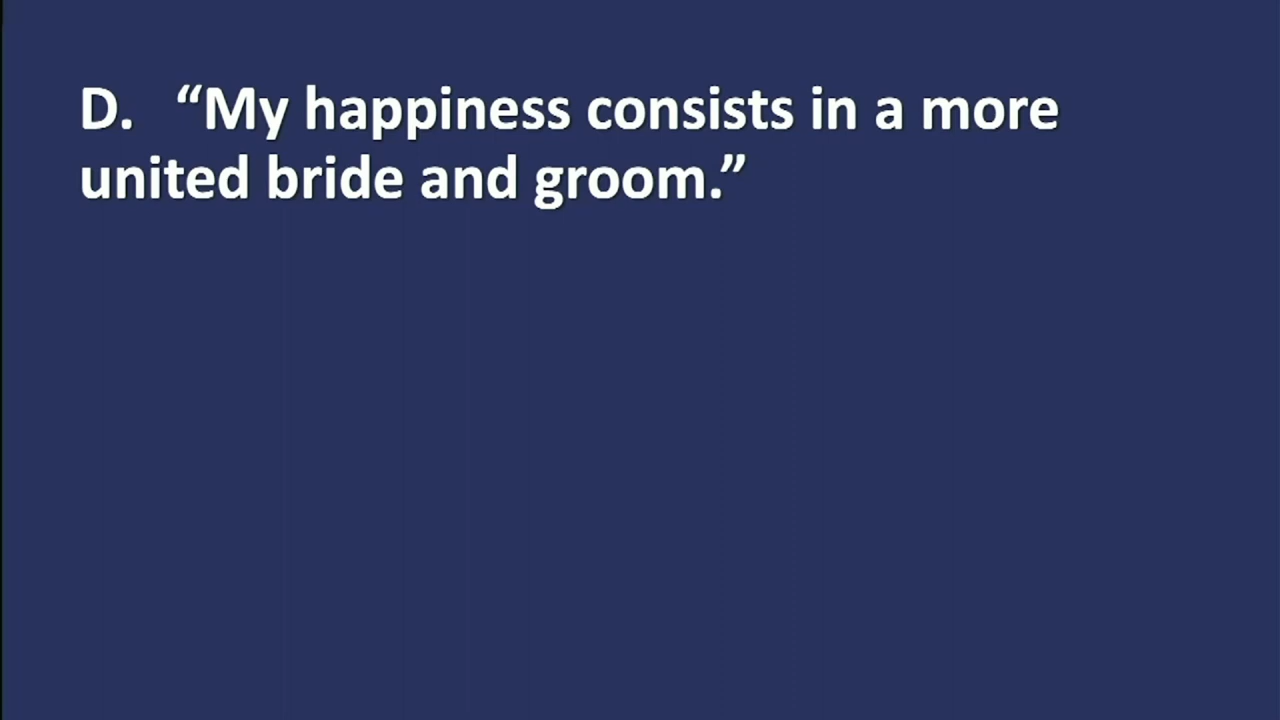 D. “My happiness consists in a more
united bride and groom.”